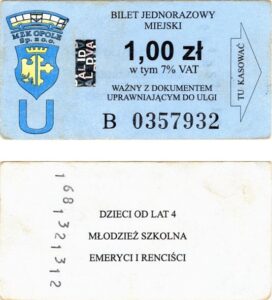 MZK OPOLE
Sp. z o.o.
U
BILET JEDNORAZOWY
MIEJSKI
1,00 zł
w tym 7% VAT
WAŻNY Z DOKUMENTEM
UPRAWNIAJĄCYM DO ULGI
B 0357932
TU KASOWAĆ
DZIECI OD LAT 4
MŁODZIEŻ SZKOLNA
EMERYCI I RENCIŚCI